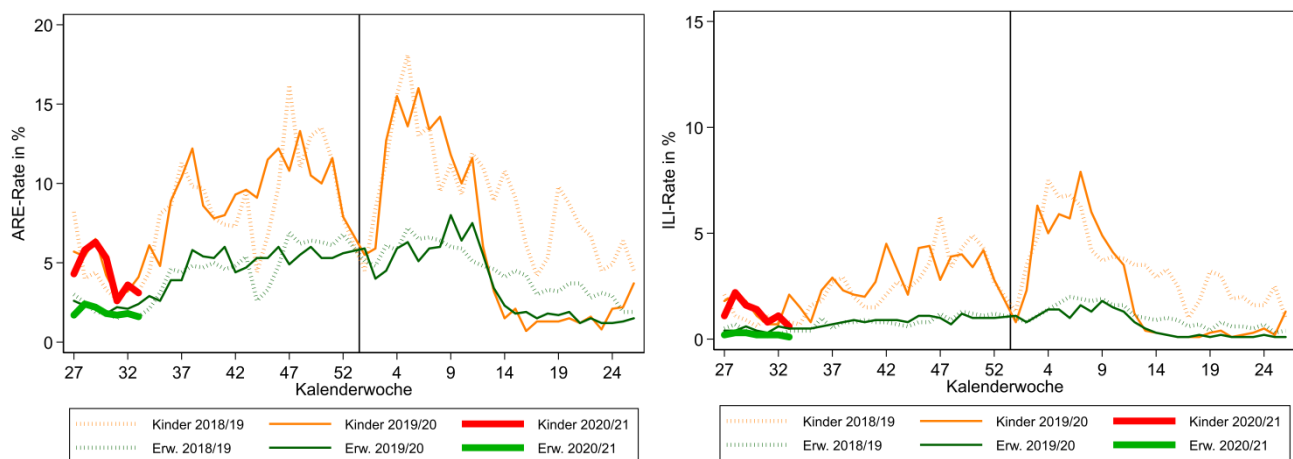 ARE-Rate in %
20
15
10
5
0
27 32 37 42 47 52 4 9 14 19 24
Kalenderwoche
Kinder 2018/19 Kinder 2019/20 Kinder 2020/21
Erw. 2018/19 Erw. 2019/20 Erw. 2020/21
ILI-Rate in %
15
10
5
0
27 32 37 42 47 52 4 9 14 19 24
Kalenderwoche
Kinder 2018/19 Kinder 2019/20 Kinder 2020/21
Erw. 2018/19 Erw. 2019/20 Erw. 2020/21